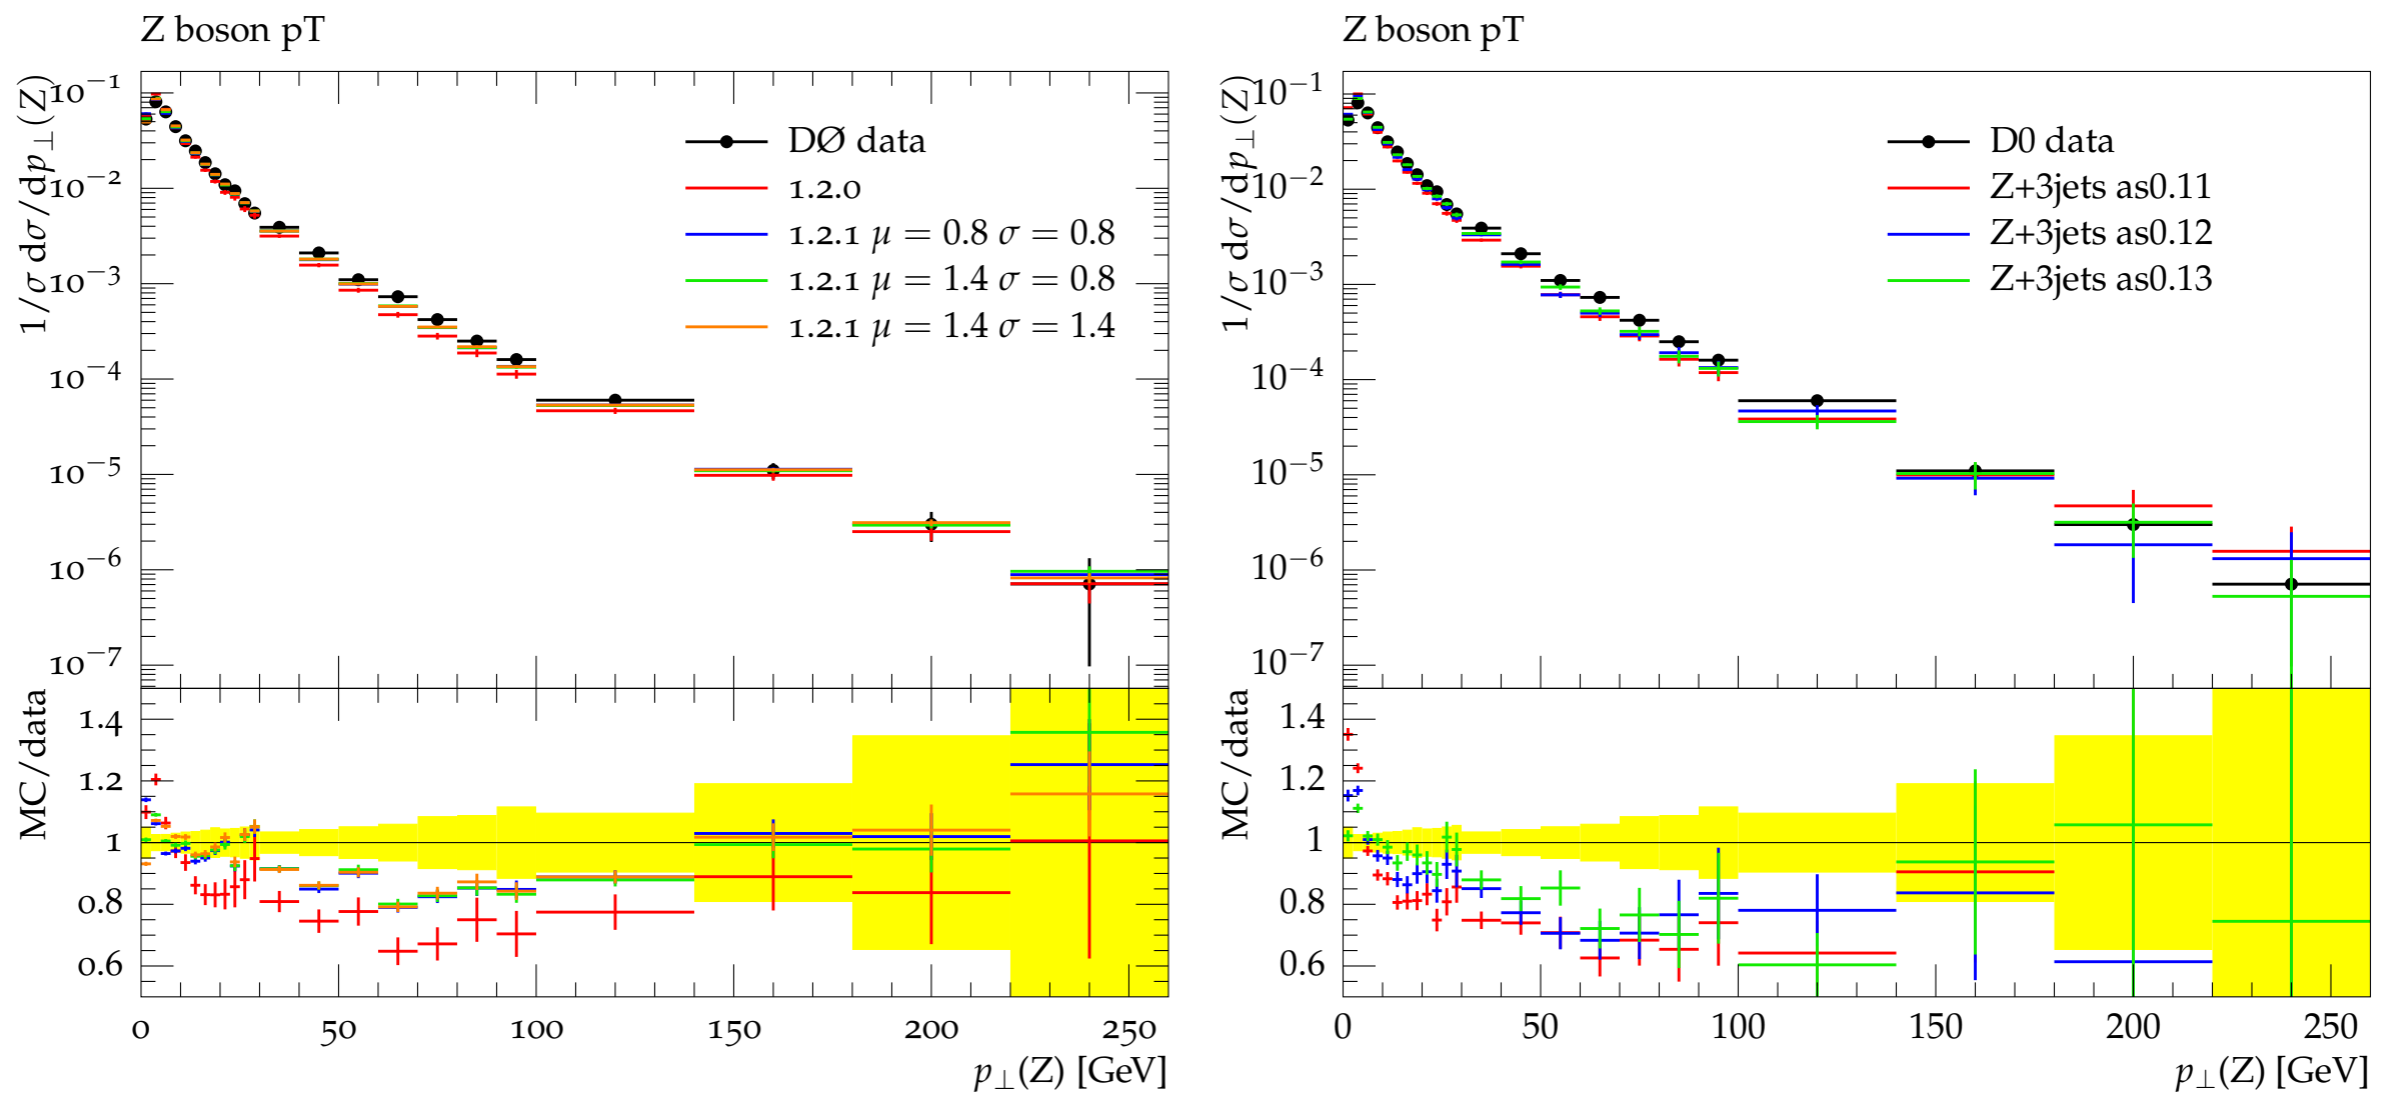 Z boson pT
1/σ dσ/dp⊥(Z)
10⁻¹
10⁻²
10⁻³
10⁻⁴
10⁻⁵
10⁻⁶
10⁻⁷
DØ data
1.2.0
1.2.1 μ = 0.8 σ = 0.8
1.2.1 μ = 1.4 σ = 0.8
1.2.1 μ = 1.4 σ = 1.4
MC/data
1.4
1.2
1
0.8
0.6
0 50 100 150 200 250
p⊥(Z) [GeV]
Z boson pT
1/σ dσ/dp⊥(Z)
10⁻¹
10⁻²
10⁻³
10⁻⁴
10⁻⁵
10⁻⁶
10⁻⁷
D0 data
Z+3jets as0.11
Z+3jets as0.12
Z+3jets as0.13
MC/data
1.4
1.2
1
0.8
0.6
0 50 100 150 200 250
p⊥(Z) [GeV]